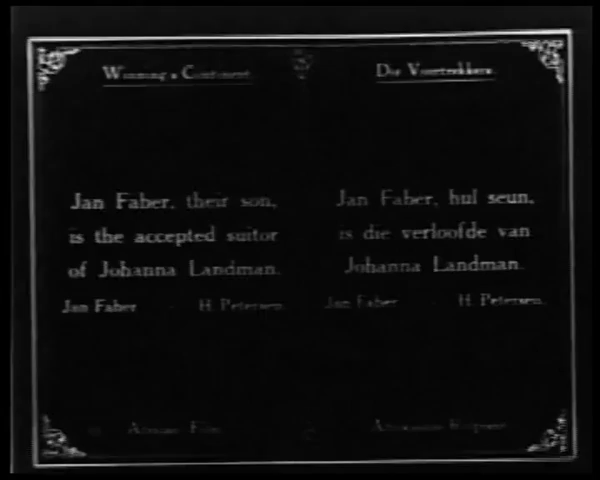 Winning a Continent
Die Voortrekkers
Jan Faber, their son,
is the accepted suitor
of Johanna Landman.
Jan Faber H. Petersen
Jan Faber, hul seun,
is die verloofde van
Johanna Landman.
Jan Faber H. Petersen.
Film